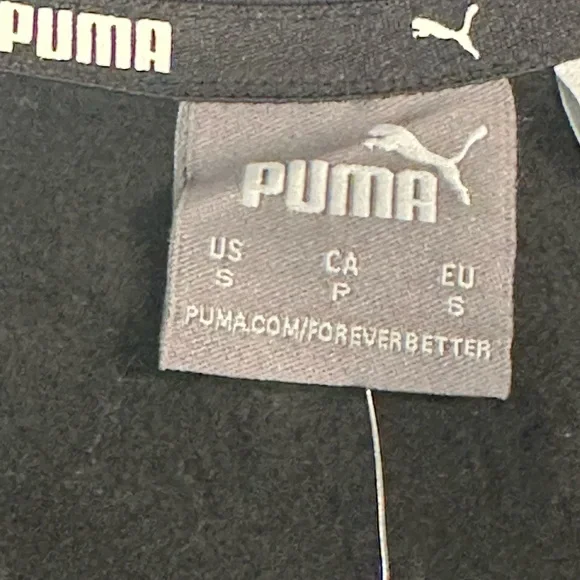 PUMA
PUMA
US CA EU
S P S
PUMA.COM/FOREVERBETTER